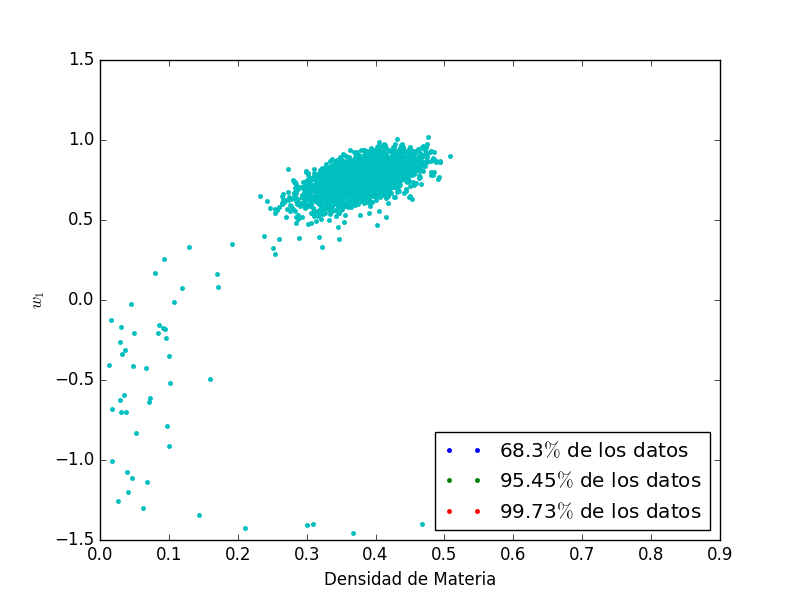 1.5
1.0
0.5
0.0
−0.5
−1.0
−1.5
w₁
68.3% de los datos
95.45% de los datos
99.73% de los datos
0.0 0.1 0.2 0.3 0.4 0.5 0.6 0.7 0.8 0.9
Densidad de Materia